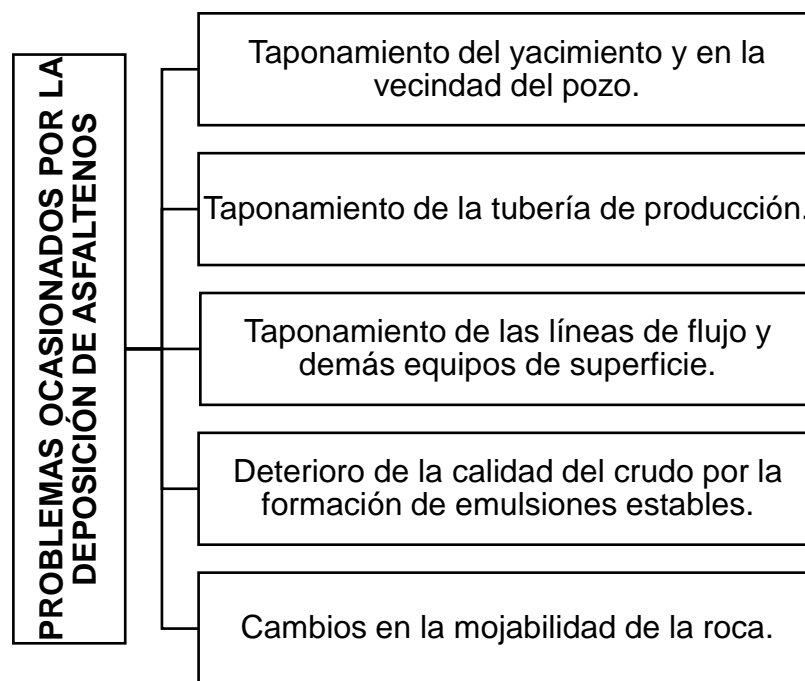 PROBLEMAS OCASIONADOS POR LA
DEPOSICIÓN DE ASFALTENOS
Taponamiento del yacimiento y en la
vecindad del pozo.
Taponamiento de la tubería de producción.
Taponamiento de las líneas de flujo y
demás equipos de superficie.
Deterioro de la calidad del crudo por la
formación de emulsiones estables.
Cambios en la mojabilidad de la roca.